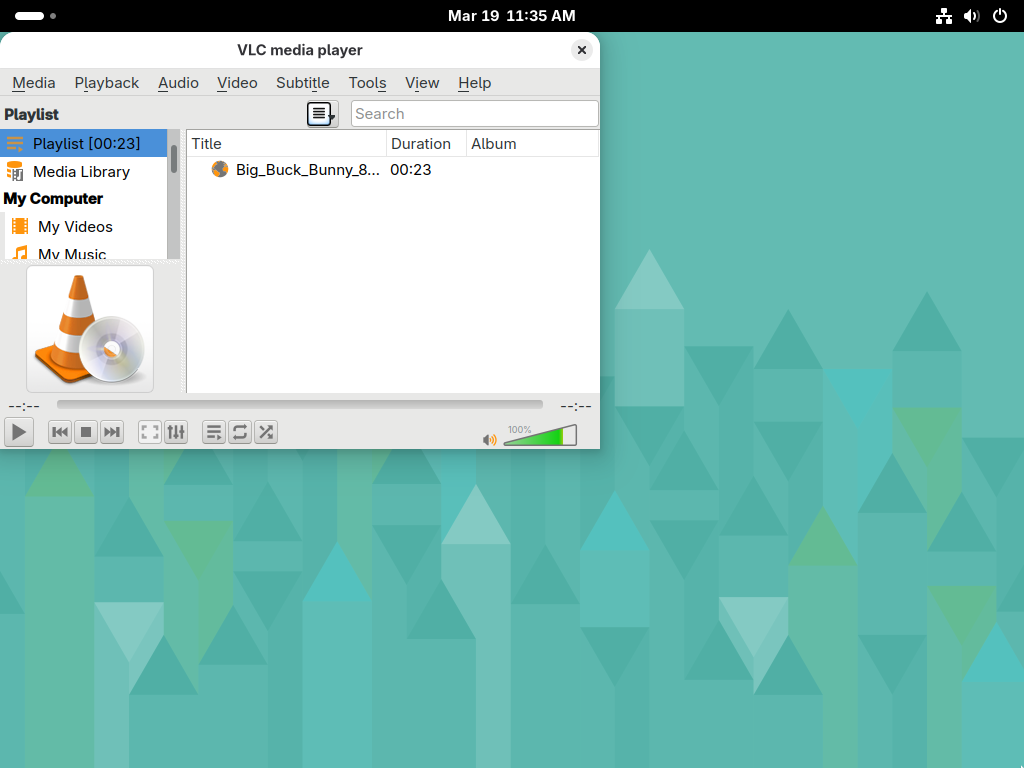 Mar 19 11:35 AM
VLC media player
Media Playback Audio Video Subtitle Tools View Help
Playlist
Search
Playlist [00:23]
Media Library
My Computer
My Videos
My Music
Title Duration Album
Big_Buck_Bunny_8... 00:23
--:-- --:--
100%